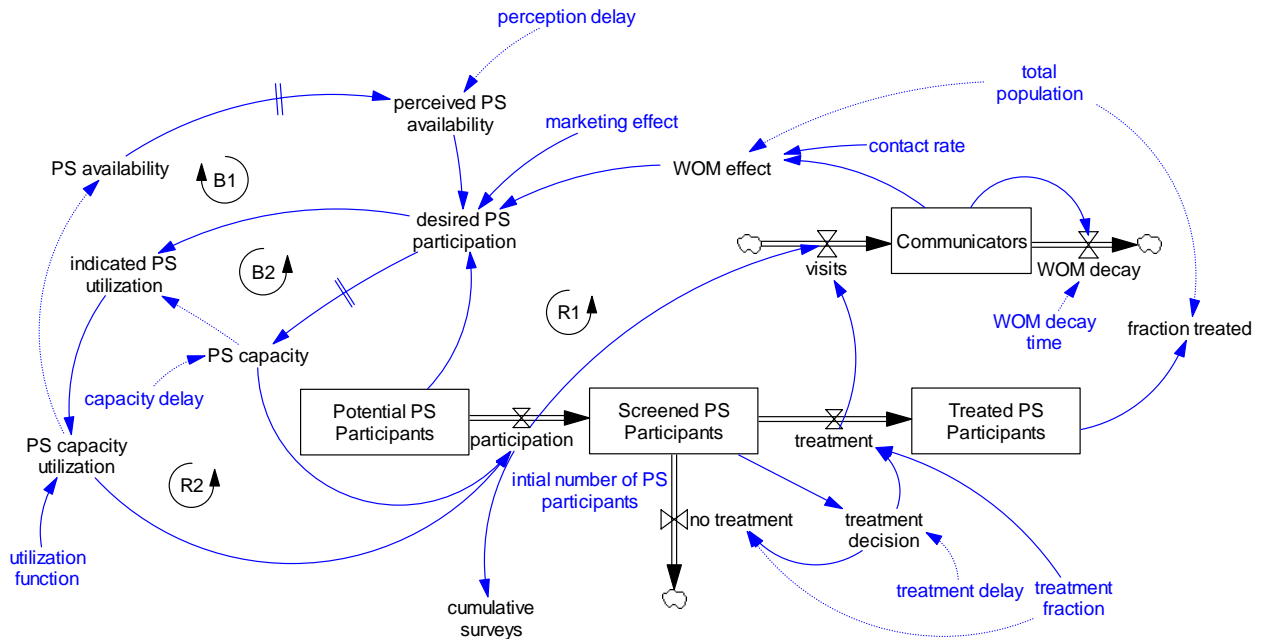 perception delay
total
population
perceived PS
availability
marketing effect
contact rate
PS availability
B1
WOM effect
desired PS
participation
Communicators
indicated PS
utilization
B2
visits
WOM decay
R1
WOM decay
time
fraction treated
PS capacity
capacity delay
Potential PS
Participants
Screened PS
Participants
Treated PS
Participants
participation
treatment
PS capacity
utilization
R2
intial number of PS
participants
no treatment
treatment
decision
utilization
function
treatment delay
treatment
fraction
cumulative
surveys